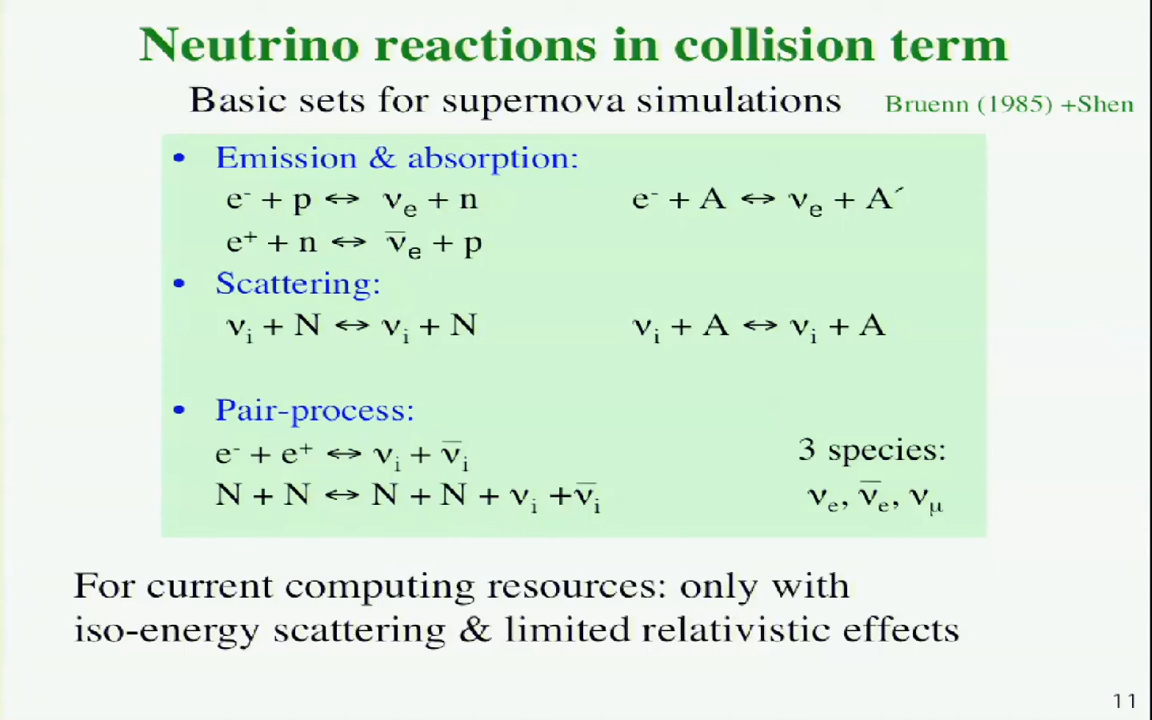 Neutrino reactions in collision term
Basic sets for supernova simulations Bruenn (1985) +Shen
• Emission & absorption:
e⁻ + p ↔ νₑ + n e⁻ + A ↔ νₑ + A´
e⁺ + n ↔ ν̅ₑ + p
• Scattering:
νᵢ + N ↔ νᵢ + N νᵢ + A ↔ νᵢ + A
• Pair-process:
e⁻ + e⁺ ↔ νᵢ + ν̅ᵢ 3 species:
N + N ↔ N + N + νᵢ +ν̅ᵢ νₑ, ν̅ₑ, ν_μ
For current computing resources: only with
iso-energy scattering & limited relativistic effects
11